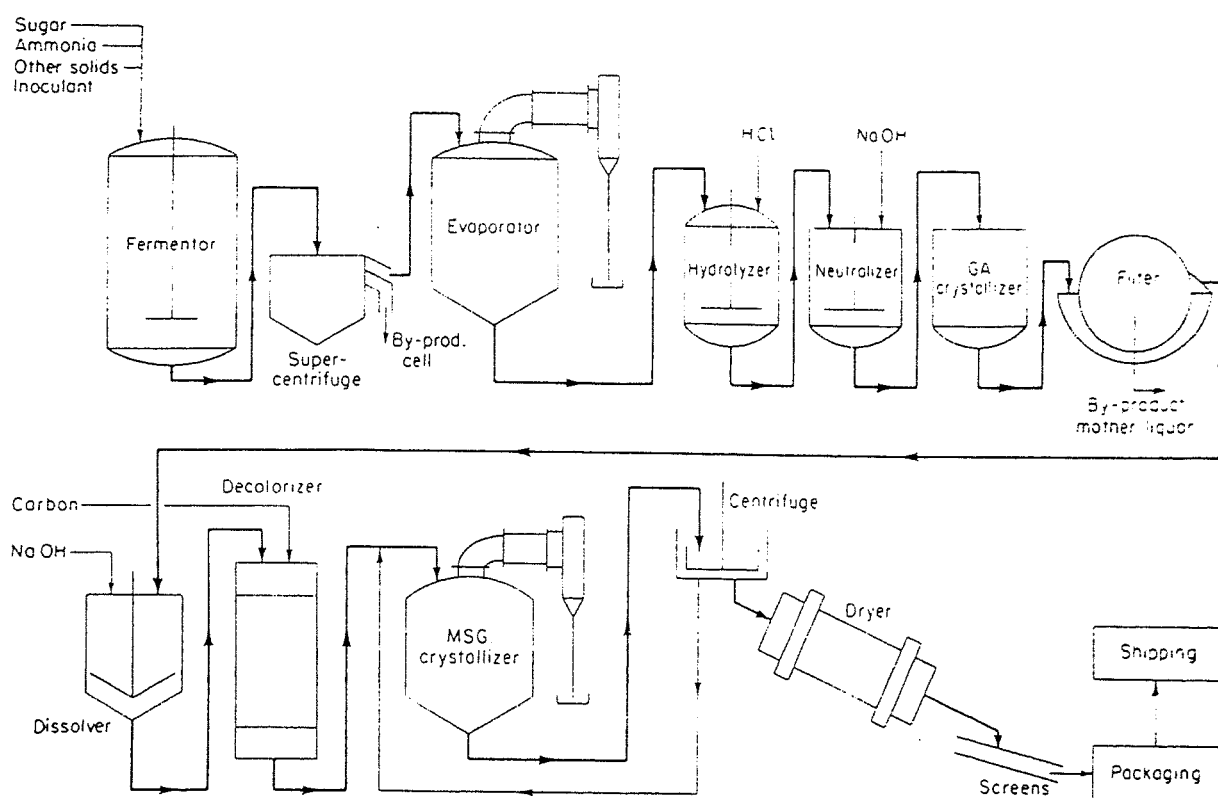 Sugar
Ammonia
Other solids
Inoculant
HCl
NaOH
Fermentor
Evaporator
Hydrolyzer
Neutralizer
GA
crystallizer
Filter
Super-
centrifuge
By-prod.
cell
By-product
mother liquor
Carbon
Decolorizer
Centrifuge
NaOH
Dryer
MSG
crystallizer
Shipping
Dissolver
Screens
Packaging